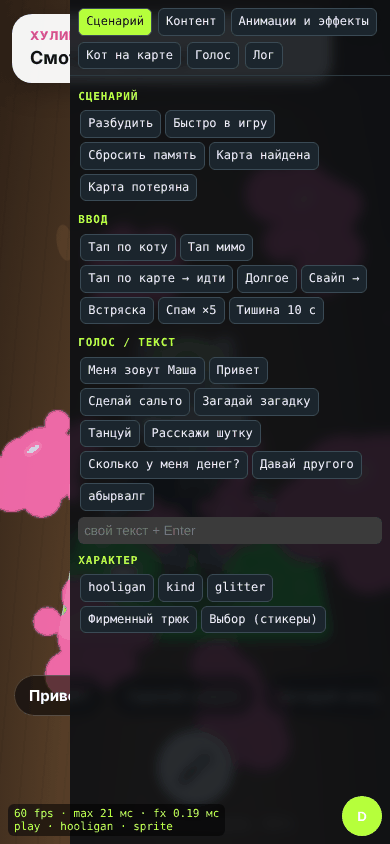 ХУЛИ
Смо
Сценарий Контент Анимации и эффекты
Кот на карте Голос Лог
СЦЕНАРИЙ
Разбудить Быстро в игру
Сбросить память Карта найдена
Карта потеряна
ВВОД
Тап по коту Тап мимо
Тап по карте → идти Долгое Свайп →
Встряска Спам ×5 Тишина 10 с
ГОЛОС / ТЕКСТ
Меня зовут Маша Привет
Сделай сальто Загадай загадку
Танцуй Расскажи шутку
Сколько у меня денег? Давай другого
абырвалг
свой текст + Enter
ХАРАКТЕР
hooligan kind glitter
Фирменный трюк Выбор (стикеры)
Приве
60 fps · max 21 мс · fx 0.19 мс
play · hooligan · sprite
D